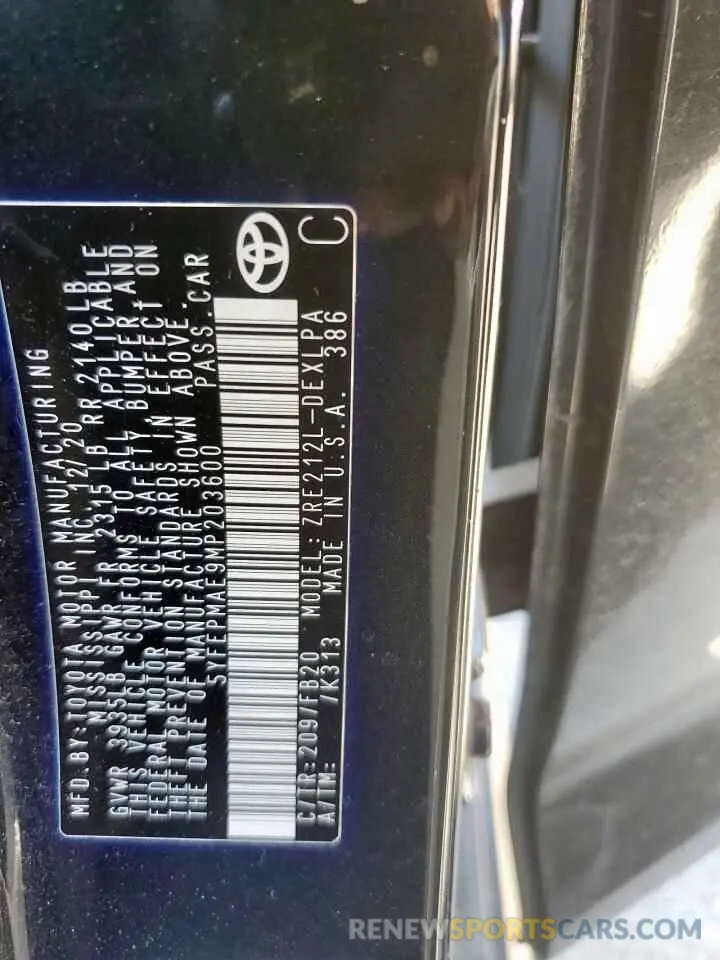 MFD.BY:TOYOTA MOTOR MANUFACTURING
MISSISSIPPI INC 12/20
GVWR 3935LB GAWR FR 2315 LB RR 2140LB
THIS VEHICLE CONFORMS TO ALL APPLICABLE
FEDERAL MOTOR VEHICLE SAFETY, BUMPER, AND
THEFT PREVENTION STANDARDS IN EFFECT ON
THE DATE OF MANUFACTURE SHOWN ABOVE.
5YFEPMAE9MP203600 PASS.CAR
C/TR:209/FB20 MODEL:ZRE212L-DEXLPA
A/TM: /K313 MADE IN U.S.A. 386
C
RENEWSPORTSCARS.COM